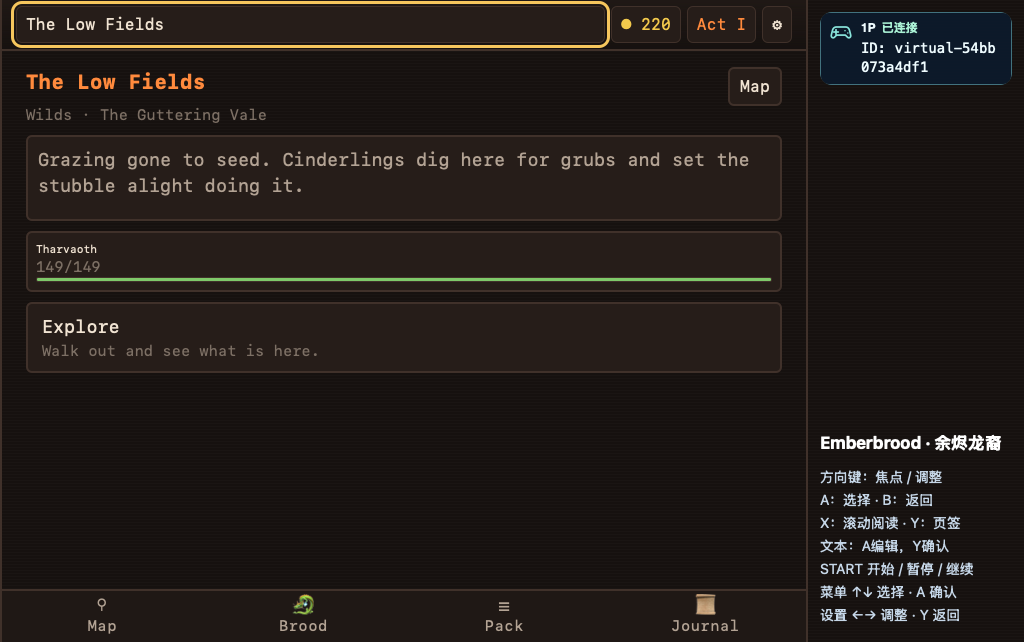 The Low Fields
220
Act I
The Low Fields
Map
Wilds · The Guttering Vale
Grazing gone to seed. Cinderlings dig here for grubs and set the
stubble alight doing it.
Tharvaoth
149/149
Explore
Walk out and see what is here.
Map
Brood
Pack
Journal
1P 已连接
ID: virtual-54bb
073a4df1
Emberbrood · 余烬龙裔
方向键: 焦点 / 调整
A: 选择 · B: 返回
X: 滚动阅读 · Y: 页签
文本: A编辑, Y确认
START 开始 / 暂停 / 继续
菜单 ↑↓ 选择 · A 确认
设置 ←→ 调整 · Y 返回